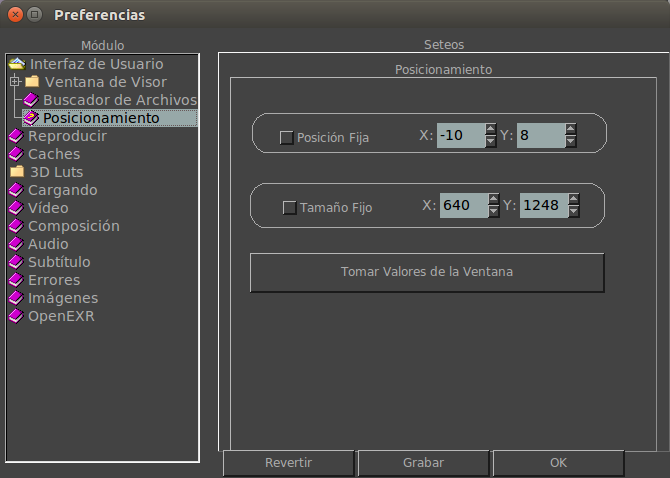 Preferencias
Módulo
Interfaz de Usuario
Ventana de Visor
Buscador de Archivos
Posicionamiento
Reproducir
Caches
3D Luts
Cargando
Vídeo
Composición
Audio
Subtítulo
Errores
Imágenes
OpenEXR
Seteos
Posicionamiento
Posición Fija X: -10 Y: 8
Tamaño Fijo X: 640 Y: 1248
Tomar Valores de la Ventana
Revertir Grabar OK